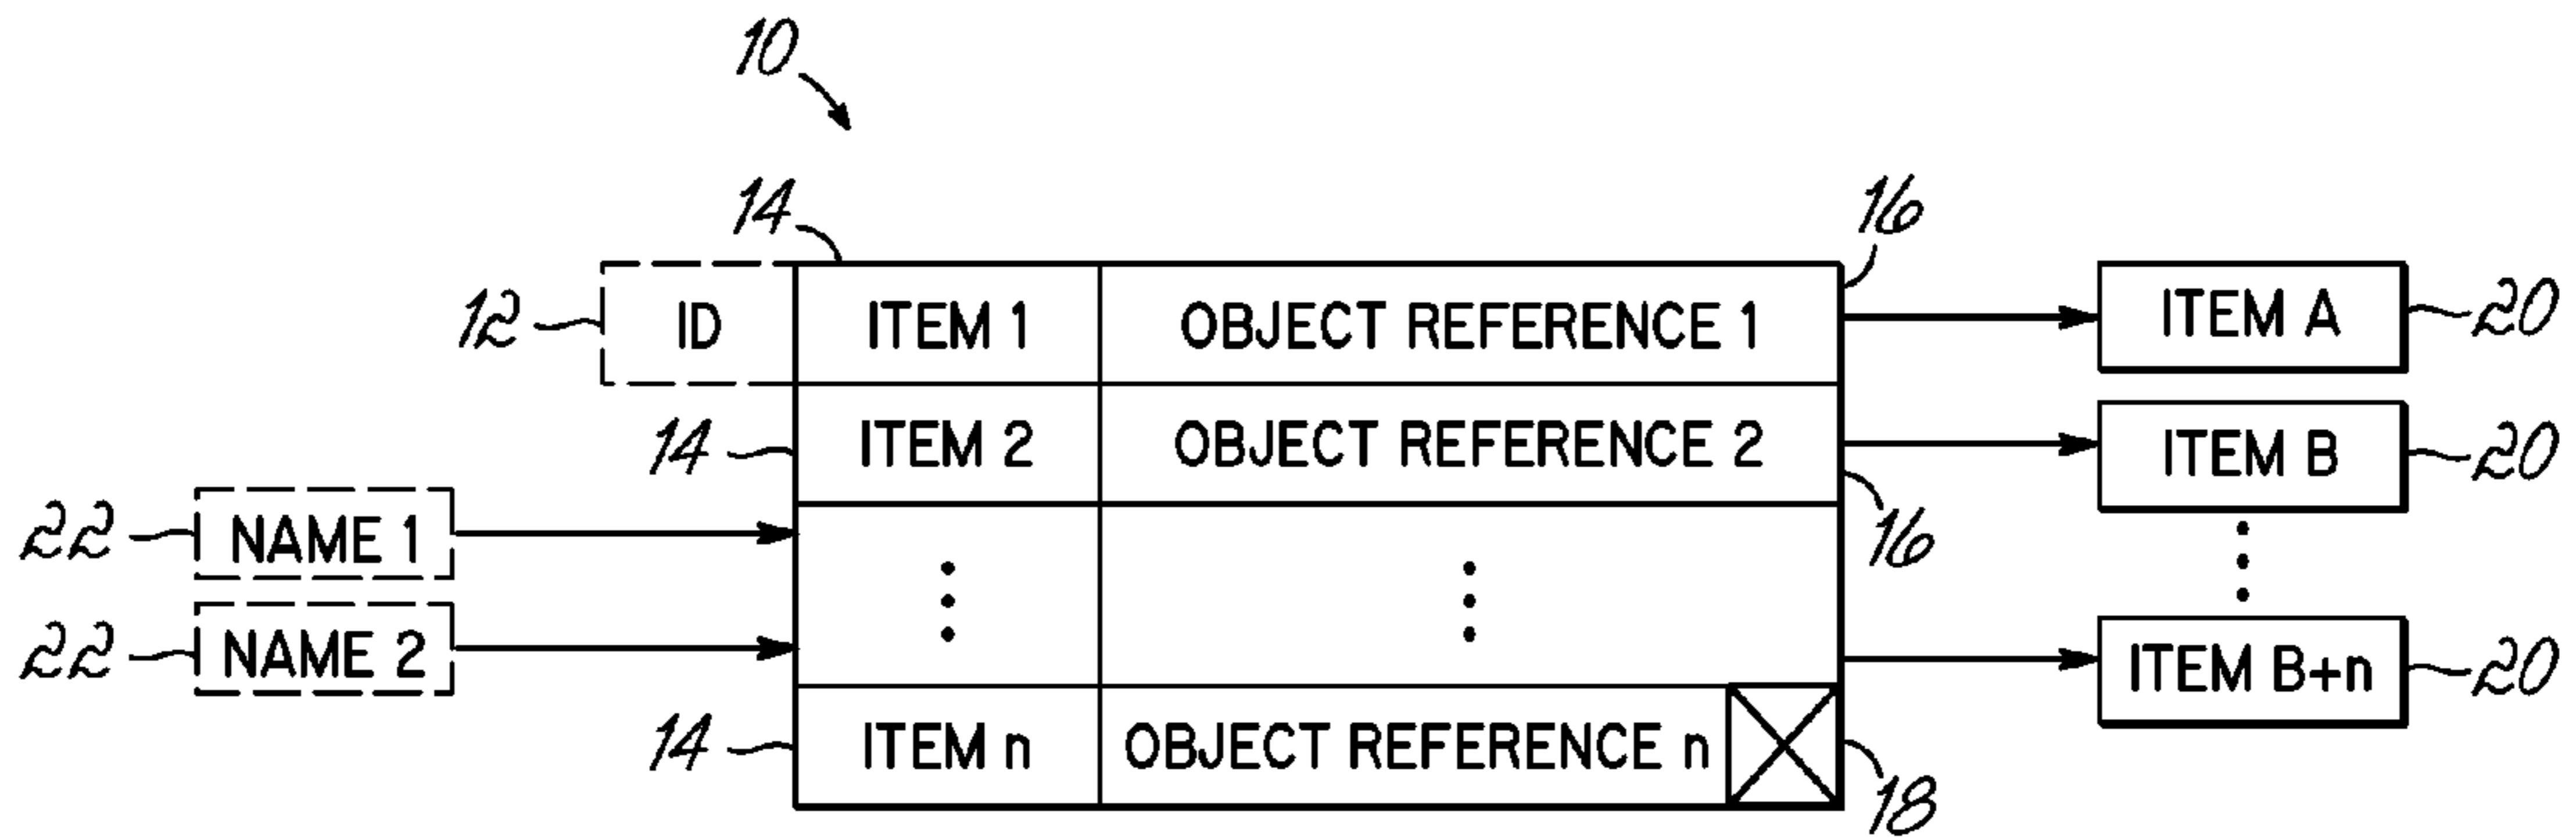 10
14 16
12 ID ITEM 1 OBJECT REFERENCE 1 ITEM A 20
14 ITEM 2 OBJECT REFERENCE 2 ITEM B 20
22 NAME 1 16
22 NAME 2 ITEM B+n 20
14 ITEM n OBJECT REFERENCE n 18